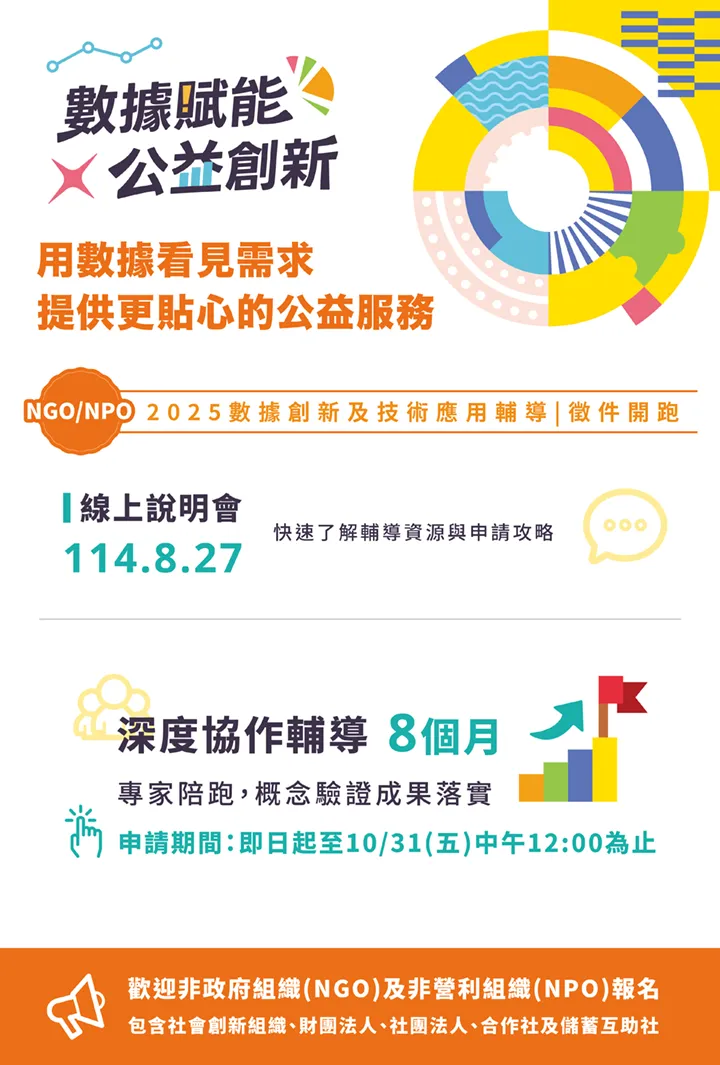 數據賦能
公益創新
用數據看見需求
提供更貼心的公益服務
NGO/NPO 2025數據創新及技術應用輔導|徵件開跑
線上說明會
114.8.27
快速了解輔導資源與申請攻略
深度協作輔導 8個月
專家陪跑，概念驗證成果落實
申請期間：即日起至10/31(五)中午12:00為止
歡迎非政府組織(NGO)及非營利組織(NPO)報名
包含社會創新組織、財團法人、社團法人、合作社及儲蓄互助社